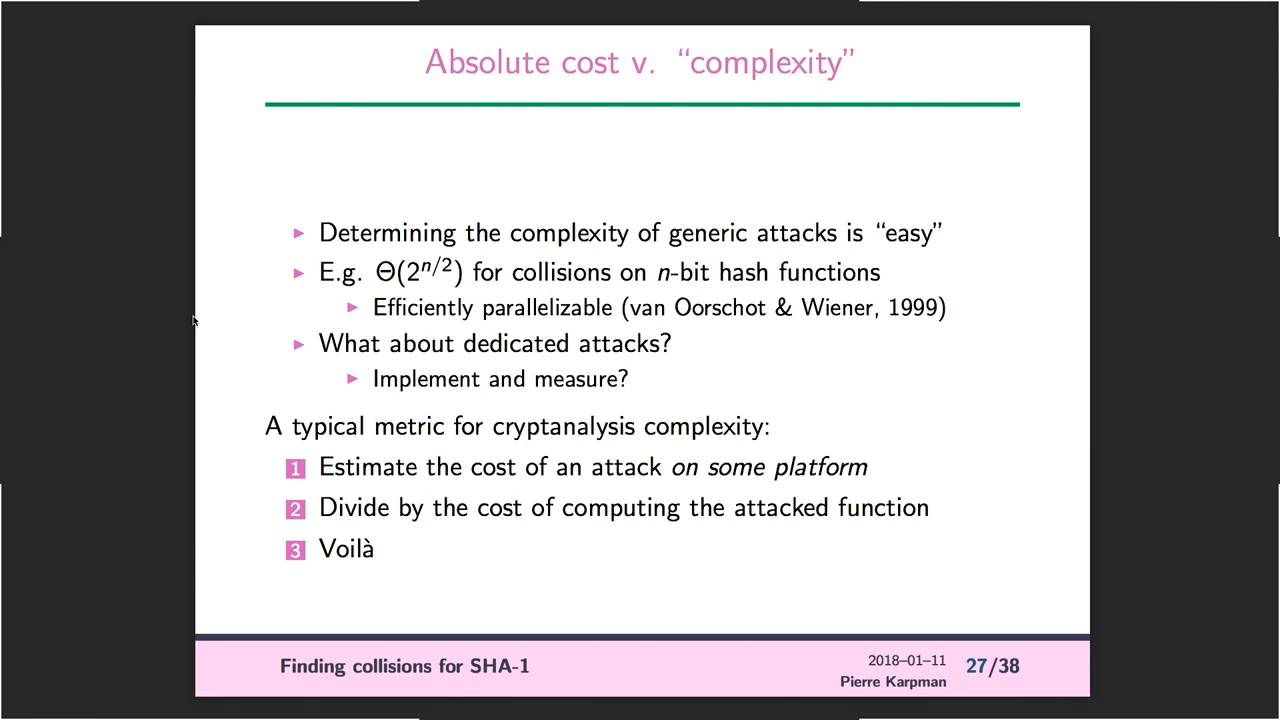 Absolute cost v. “complexity”
▶ Determining the complexity of generic attacks is “easy”
▶ E.g. Θ(2^{n/2}) for collisions on n-bit hash functions
▶ Efficiently parallelizable (van Oorschot & Wiener, 1999)
▶ What about dedicated attacks?
▶ Implement and measure?
A typical metric for cryptanalysis complexity:
1 Estimate the cost of an attack on some platform
2 Divide by the cost of computing the attacked function
3 Voilà
Finding collisions for SHA-1
2018–01–11
Pierre Karpman
27/38